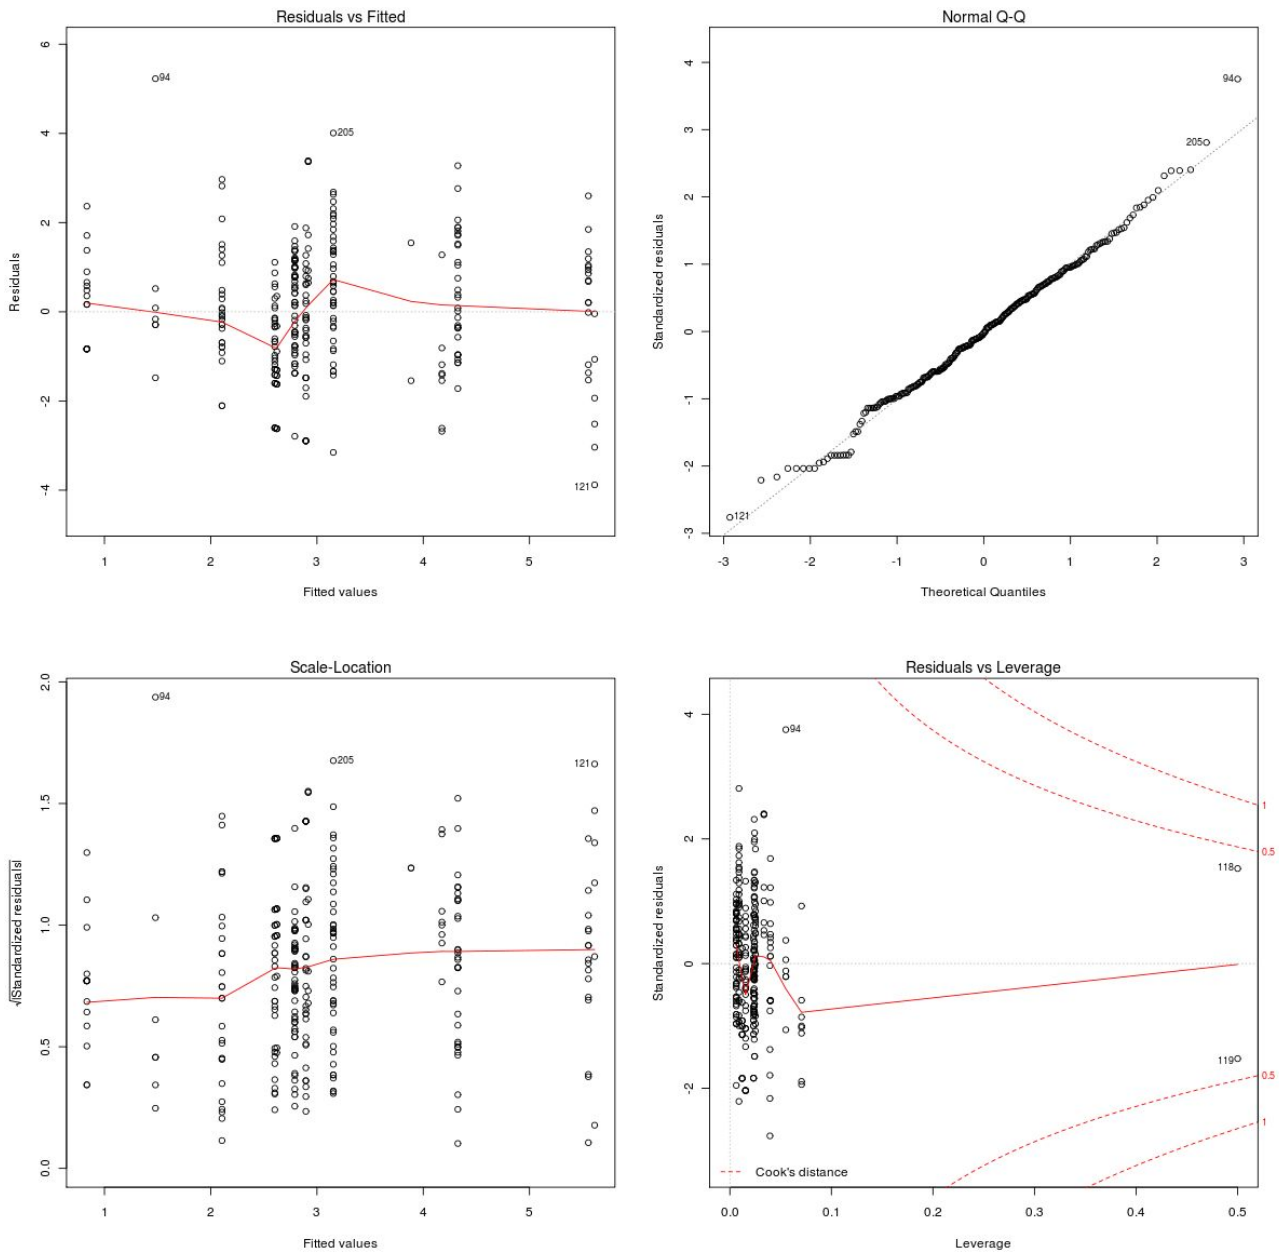 Residuals vs Fitted
Residuals
6
4
2
0
-2
-4
94
205
121
1 2 3 4 5
Fitted values
Normal Q-Q
Standardized residuals
4
3
2
1
0
-1
-2
-3
94
205
121
-3 -2 -1 0 1 2 3
Theoretical Quantiles
Scale-Location
√|Standardized residuals|
2.0
1.5
1.0
0.5
0.0
94
205
121
1 2 3 4 5
Fitted values
Residuals vs Leverage
Standardized residuals
4
2
0
-2
94
118
119
1
0.5
0.5
1
Cook's distance
0.0 0.1 0.2 0.3 0.4 0.5
Leverage